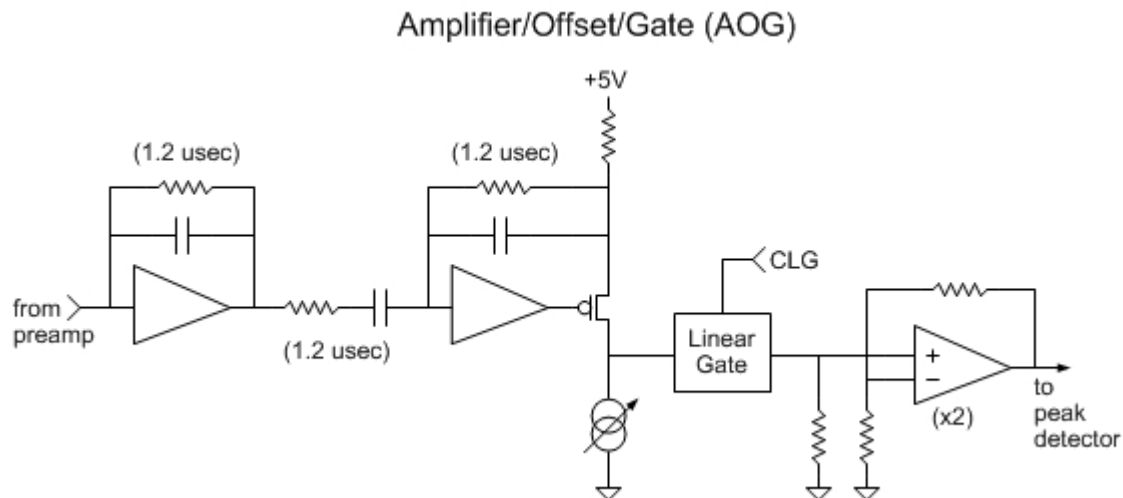 Amplifier/Offset/Gate (AOG)
+5V
(1.2 usec)
(1.2 usec)
CLG
from
preamp
(1.2 usec)
Linear
Gate
+
−
(x2)
to
peak
detector